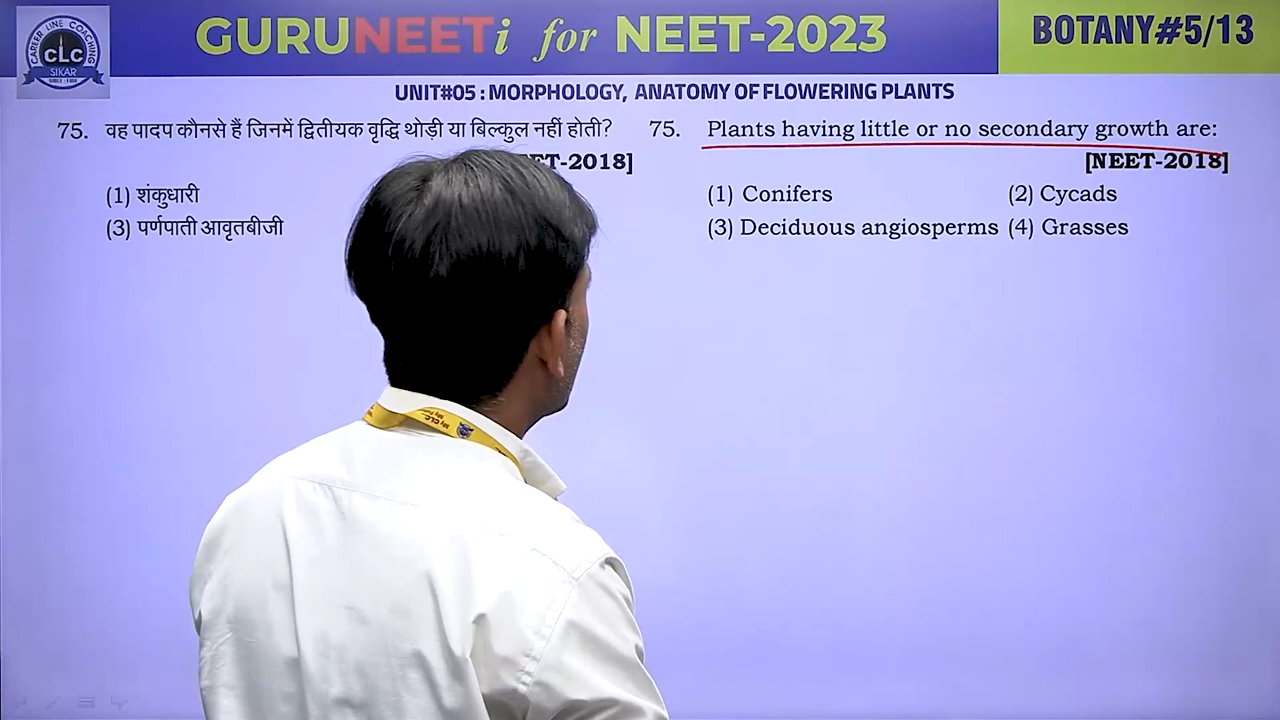 CAREER LINE COACHING
CLC
SIKAR
GURUNEETi for NEET-2023
BOTANY#5/13
UNIT#05 : MORPHOLOGY, ANATOMY OF FLOWERING PLANTS
75. वह पादप कौनसे हैं जिनमें द्वितीयक वृद्धि थोड़ी या बिल्कुल नहीं होती?
ET-2018]
(1) शंकुधारी
(3) पर्णपाती आवृतबीजी
75. Plants having little or no secondary growth are:
[NEET-2018]
(1) Conifers (2) Cycads
(3) Deciduous angiosperms (4) Grasses
My CLC